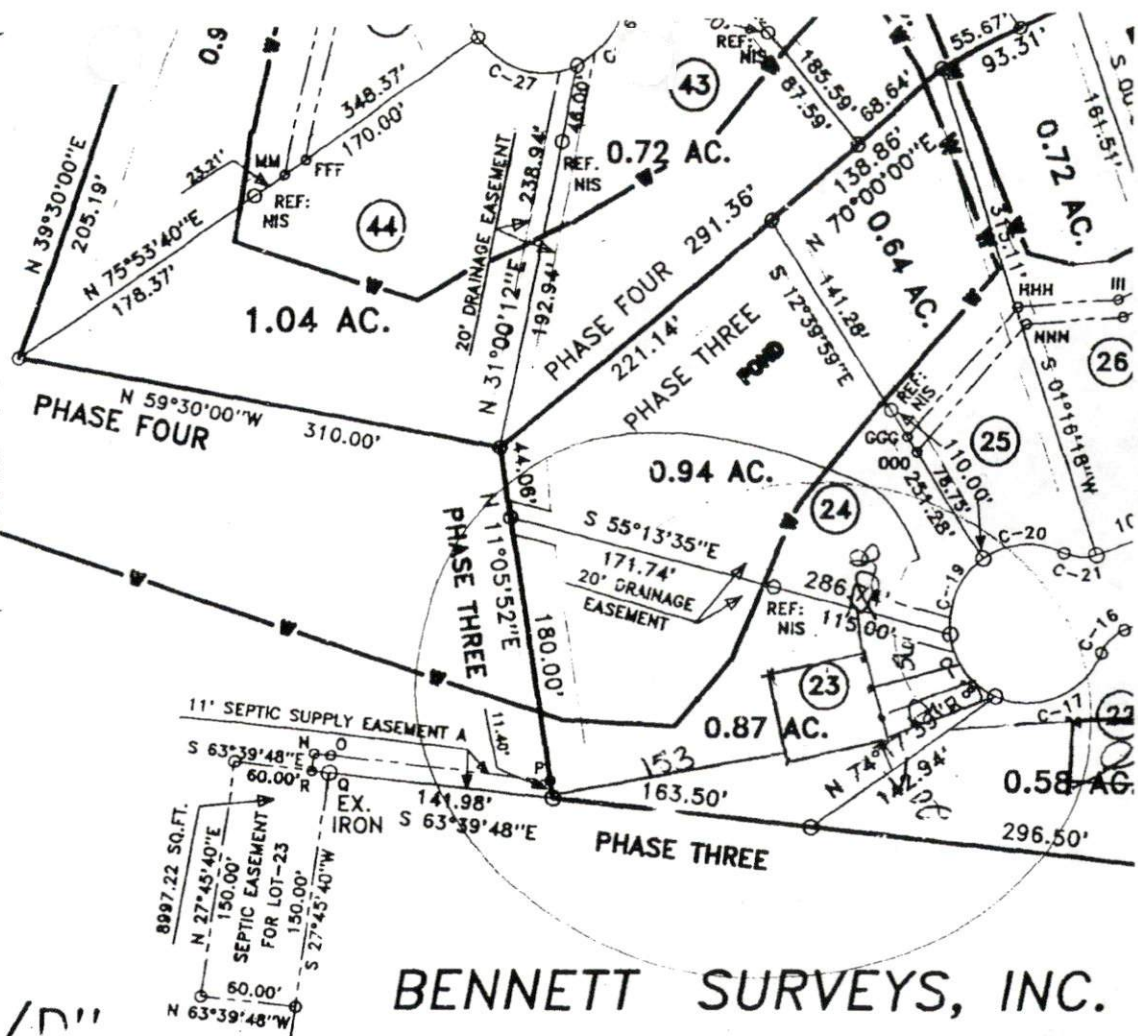 0.9
348.37'
170.00'
C-27
23.21'
MM
FFF
REF:
NIS
44
N 39°30'00"E
205.19'
N 75°53'40"E
178.37'
1.04 AC.
20' DRAINAGE EASEMENT
238.94'
48.00'
REF:
NIS
N 31°00'12"E
192.94'
43
0.72 AC.
REF:
NIS
185.59'
87.59'
68.64'
55.67'
93.31'
138.86'
N 70°00'00"E
0.64 AC.
0.72 AC.
161.51'
315.11'
PHASE FOUR 291.36'
221.14'
PHASE THREE
POND
141.28'
S 12°39'59"E
REF:
NIS
HHH
III
NNN
26
S 01°16'18"W
25
GGG
OOO
110.00'
78.73'
251.28'
N 59°30'00"W 310.00'
PHASE FOUR
44.06'
0.94 AC.
24
N 11°05'52"E
PHASE THREE
180.00'
S 55°13'35"E
171.74'
20' DRAINAGE
EASEMENT
REF:
NIS
115.00'
C-20
C-21
C-19
C-16
C-17
23
0.87 AC.
22
0.58 AC.
11' SEPTIC SUPPLY EASEMENT A
11.40'
S 63°39'48"E
60.00'
N
O
P
R
Q
EX.
IRON
141.98'
S 63°39'48"E
153
163.50'
142.94'
PHASE THREE
296.50'
8997.22 SQ.FT.
N 27°45'40"E
150.00'
SEPTIC EASEMENT
FOR LOT-23
150.00'
S 27°45'40"W
60.00'
N 63°39'48"W
BENNETT SURVEYS, INC.